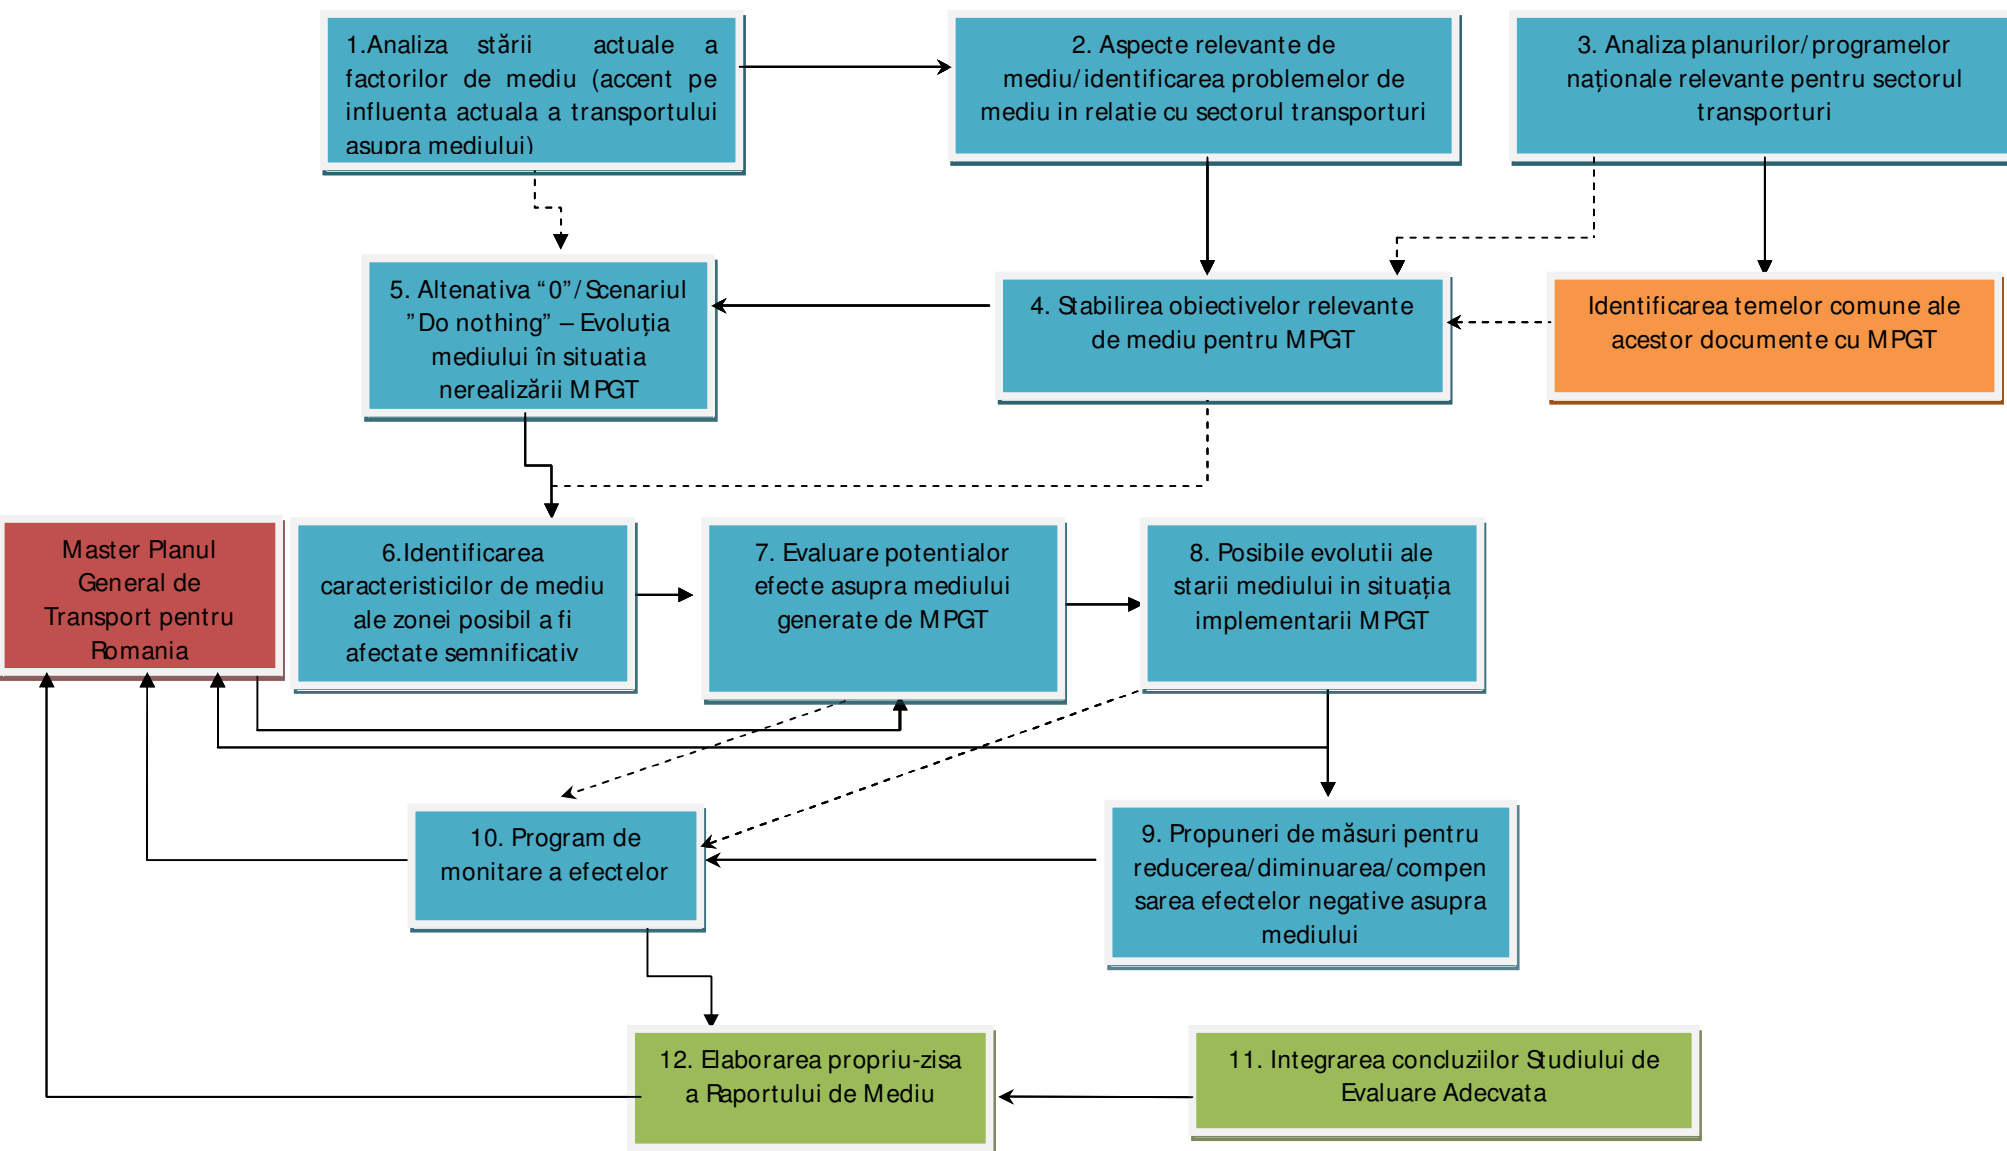 1.Analiza stării actuale a
factorilor de mediu (accent pe
influenta actuala a transportului
asupra mediului)
2. Aspecte relevante de
mediu/identificarea problemelor de
mediu in relatie cu sectorul transporturi
3. Analiza planurilor/programelor
naționale relevante pentru sectorul
transporturi
5. Altenativa “0”/Scenariul
”Do nothing” – Evoluția
mediului în situatia
nerealizării MPGT
4. Stabilirea obiectivelor relevante
de mediu pentru MPGT
Identificarea temelor comune ale
acestor documente cu MPGT
Master Planul
General de
Transport pentru
Romania
6.Identificarea
caracteristicilor de mediu
ale zonei posibil a fi
afectate semnificativ
7. Evaluare potentialor
efecte asupra mediului
generate de MPGT
8. Posibile evolutii ale
starii mediului in situația
implementarii MPGT
10. Program de
monitare a efectelor
9. Propuneri de măsuri pentru
reducerea/diminuarea/compen
sarea efectelor negative asupra
mediului
12. Elaborarea propriu-zisa
a Raportului de Mediu
11. Integrarea concluziilor Studiului de
Evaluare Adecvata